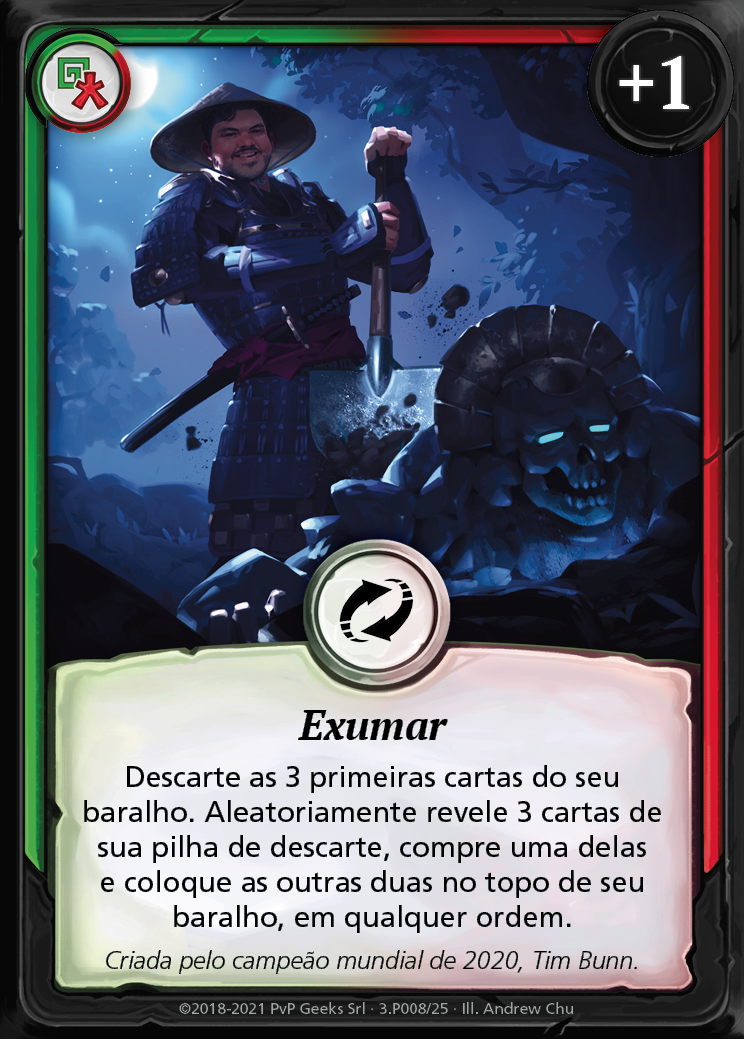 +1
Exumar
Descarte as 3 primeiras cartas do seu
baralho. Aleatoriamente revele 3 cartas de
sua pilha de descarte, compre uma delas
e coloque as outras duas no topo de seu
baralho, em qualquer ordem.
Criada pelo campeão mundial de 2020, Tim Bunn.
©2018-2021 PvP Geeks Srl · 3.P008/25 · Ill. Andrew Chu